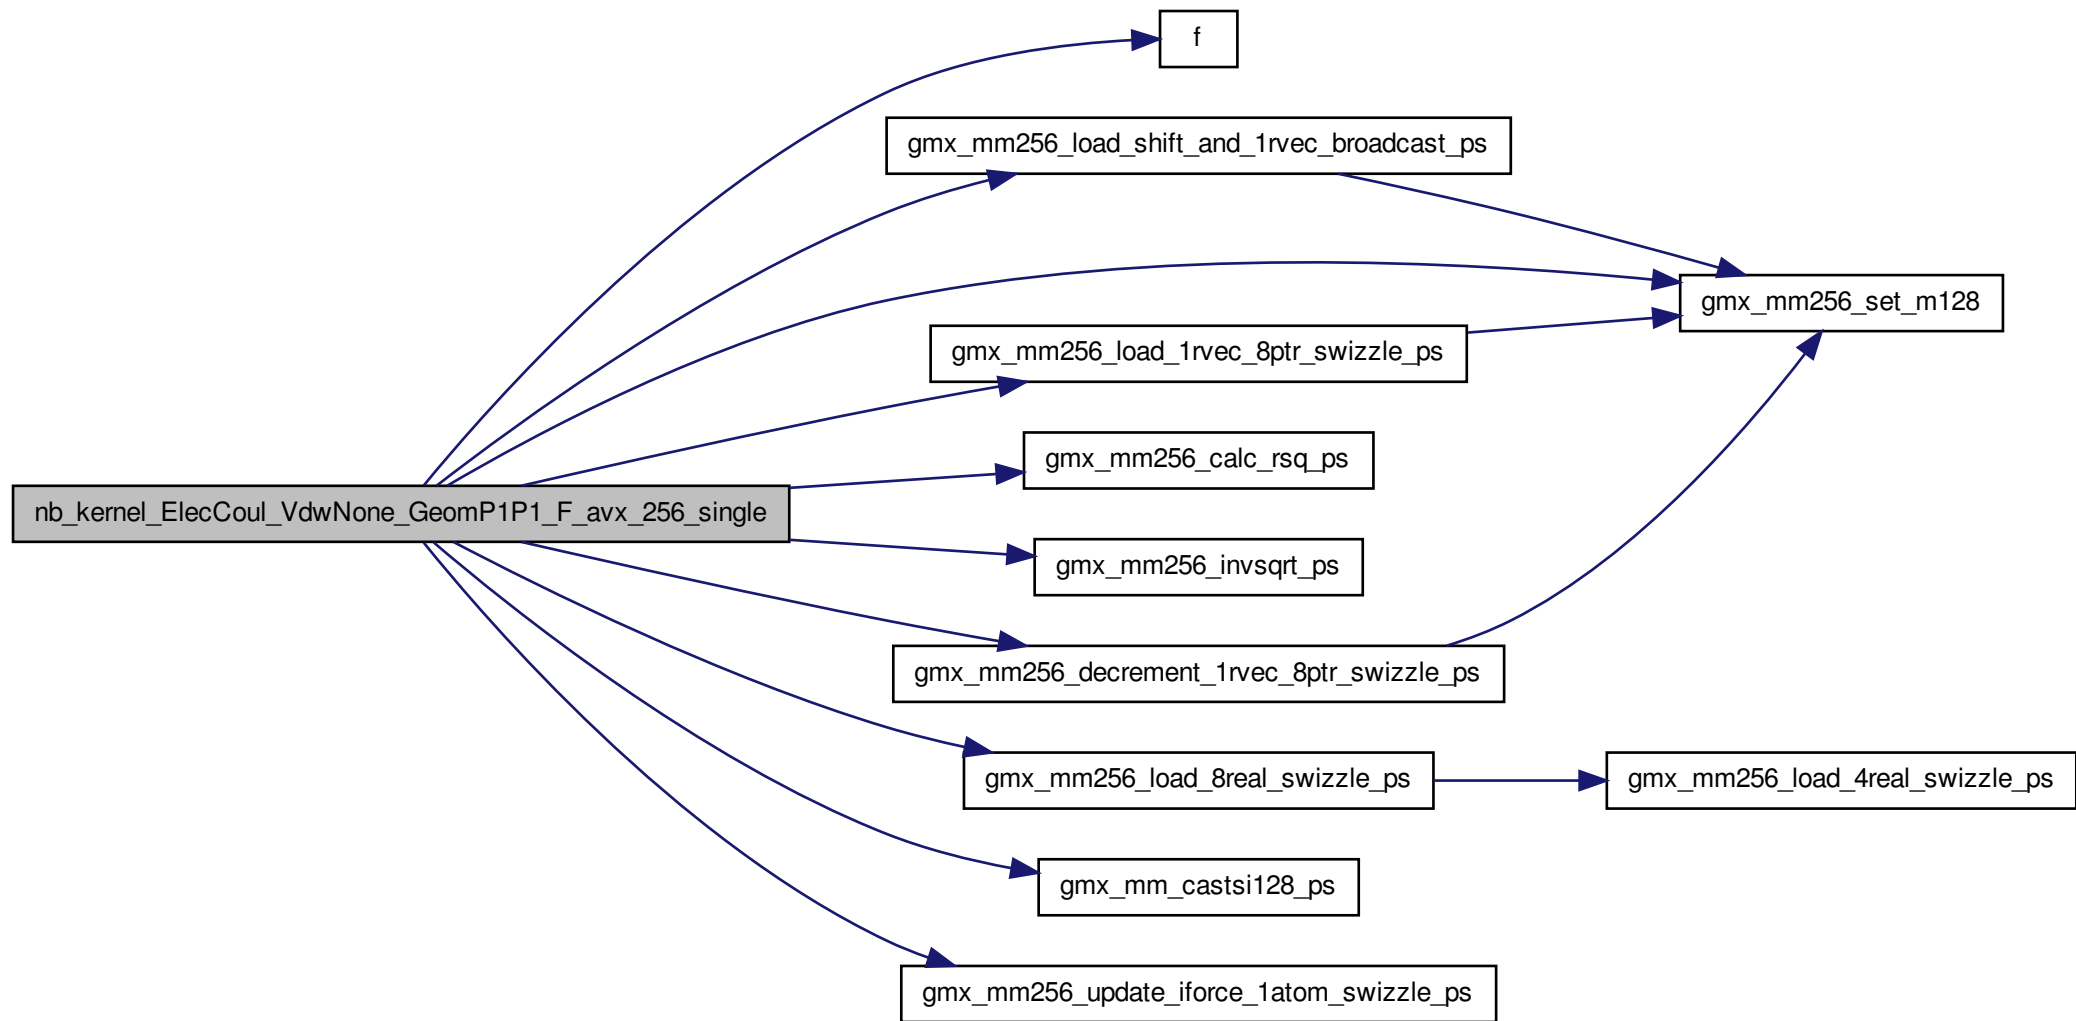 f
gmx_mm256_load_shift_and_1rvec_broadcast_ps
gmx_mm256_set_m128
gmx_mm256_load_1rvec_8ptr_swizzle_ps
gmx_mm256_calc_rsq_ps
nb_kernel_ElecCoul_VdwNone_GeomP1P1_F_avx_256_single
gmx_mm256_invsqrt_ps
gmx_mm256_decrement_1rvec_8ptr_swizzle_ps
gmx_mm256_load_8real_swizzle_ps
gmx_mm256_load_4real_swizzle_ps
gmx_mm_castsi128_ps
gmx_mm256_update_iforce_1atom_swizzle_ps